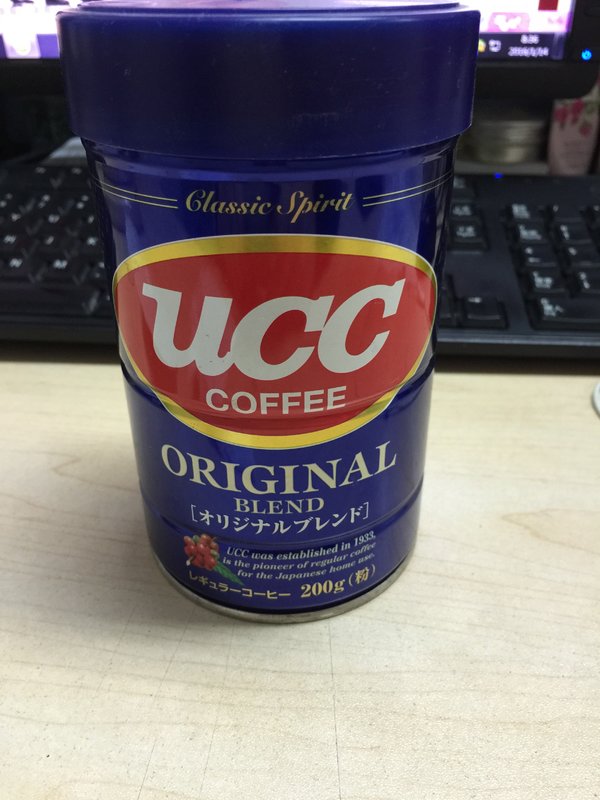 Classic Spirit
UCC
COFFEE
ORIGINAL
BLEND
[オリジナルブレンド]
UCC was established in 1933,
is the pioneer of regular coffee
for the Japanese home use.
レギュラーコーヒー 200g(粉)